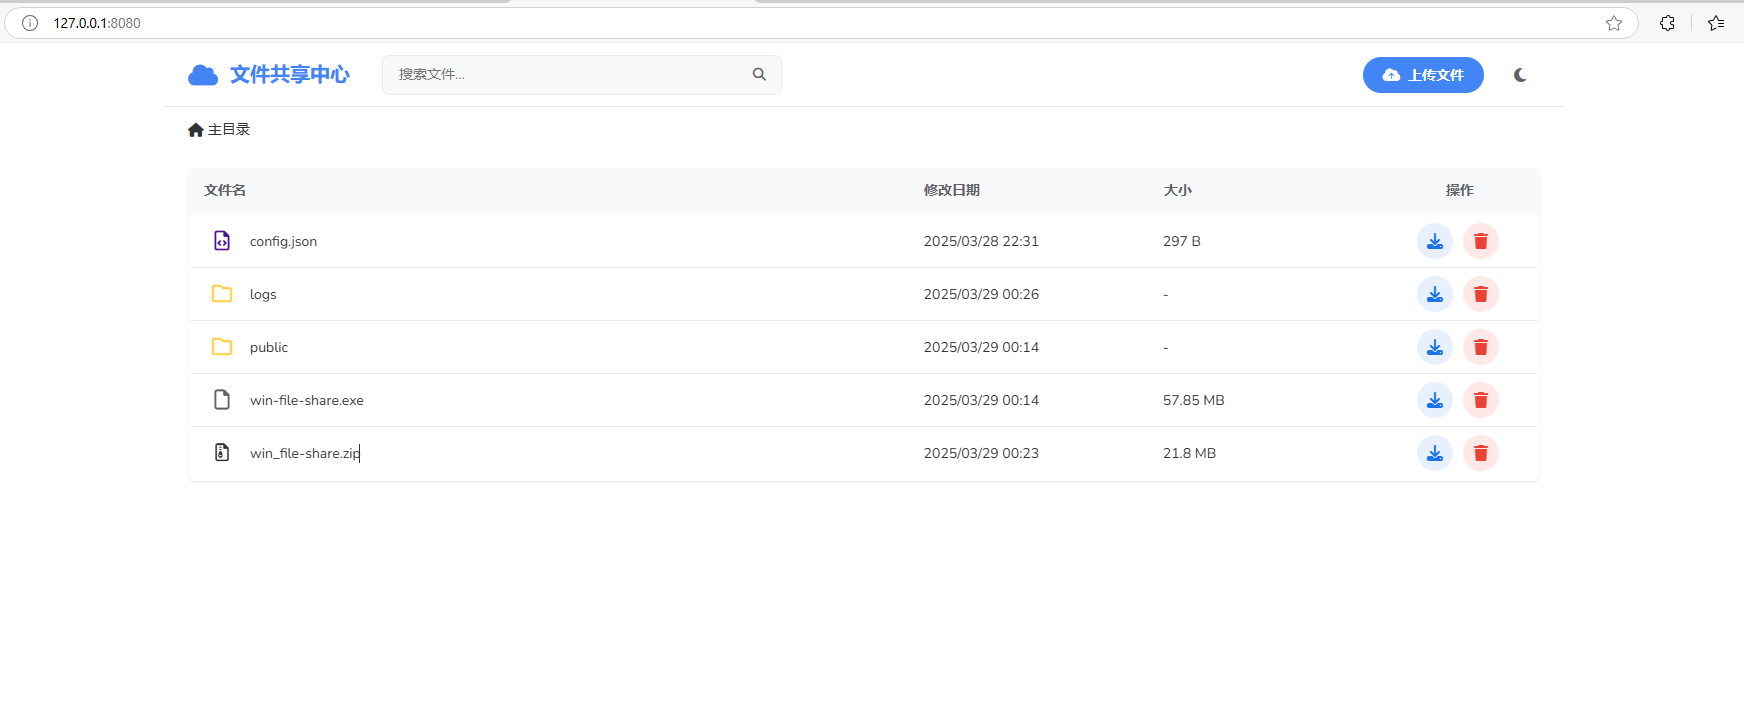 127.0.0.1:8080
文件共享中心 搜索文件... 上传文件
主目录
文件名 修改日期 大小 操作
config.json 2025/03/28 22:31 297 B
logs 2025/03/29 00:26 -
public 2025/03/29 00:14 -
win-file-share.exe 2025/03/29 00:14 57.85 MB
win_file-share.zip 2025/03/29 00:23 21.8 MB